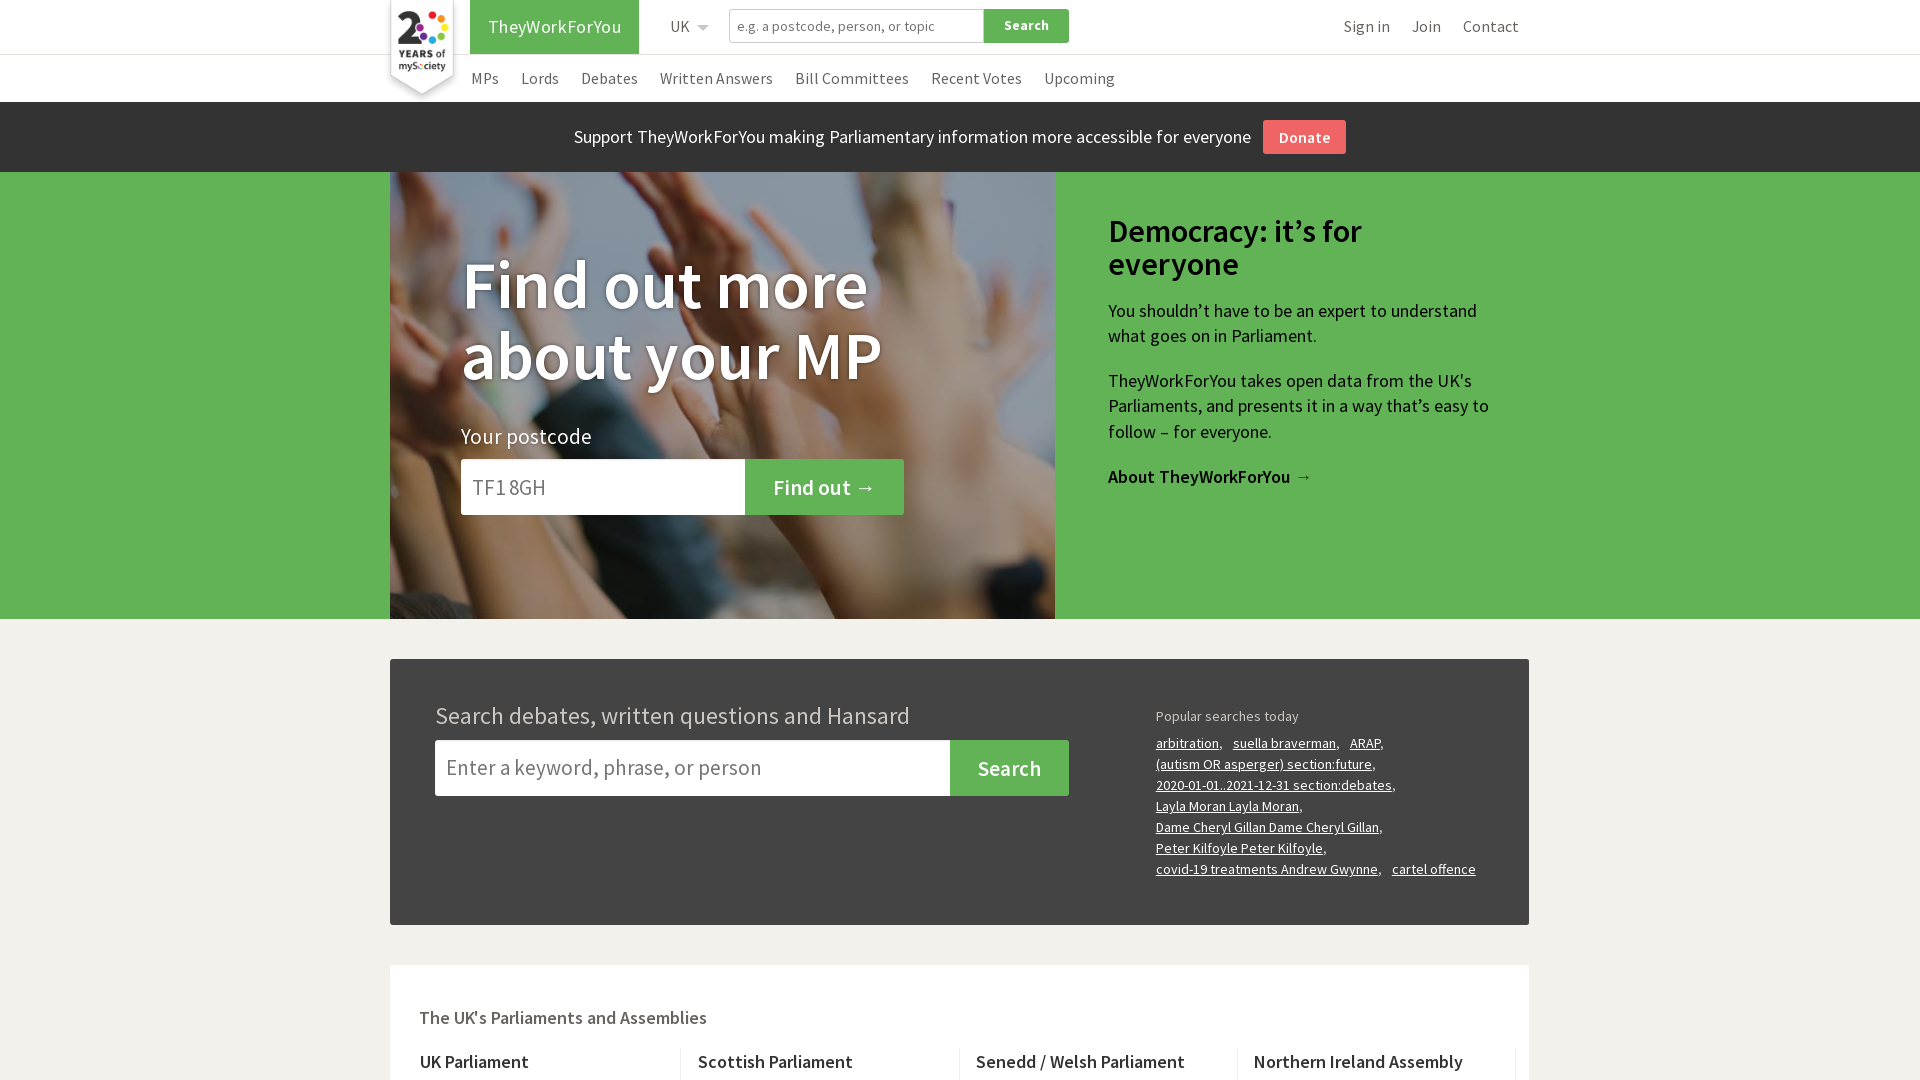 20
YEARS of
mySociety
TheyWorkForYou
UK
e.g. a postcode, person, or topic
Search
Sign in
Join
Contact
MPs
Lords
Debates
Written Answers
Bill Committees
Recent Votes
Upcoming
Support TheyWorkForYou making Parliamentary information more accessible for everyone
Donate
Find out more
about your MP
Your postcode
TF1 8GH
Find out →
Democracy: it’s for
everyone
You shouldn’t have to be an expert to understand
what goes on in Parliament.
TheyWorkForYou takes open data from the UK's
Parliaments, and presents it in a way that’s easy to
follow – for everyone.
About TheyWorkForYou →
Search debates, written questions and Hansard
Enter a keyword, phrase, or person
Search
Popular searches today
arbitration, suella braverman, ARAP,
(autism OR asperger) section:future,
2020-01-01..2021-12-31 section:debates,
Layla Moran Layla Moran,
Dame Cheryl Gillan Dame Cheryl Gillan,
Peter Kilfoyle Peter Kilfoyle,
covid-19 treatments Andrew Gwynne, cartel offence
The UK's Parliaments and Assemblies
UK Parliament
Scottish Parliament
Senedd / Welsh Parliament
Northern Ireland Assembly